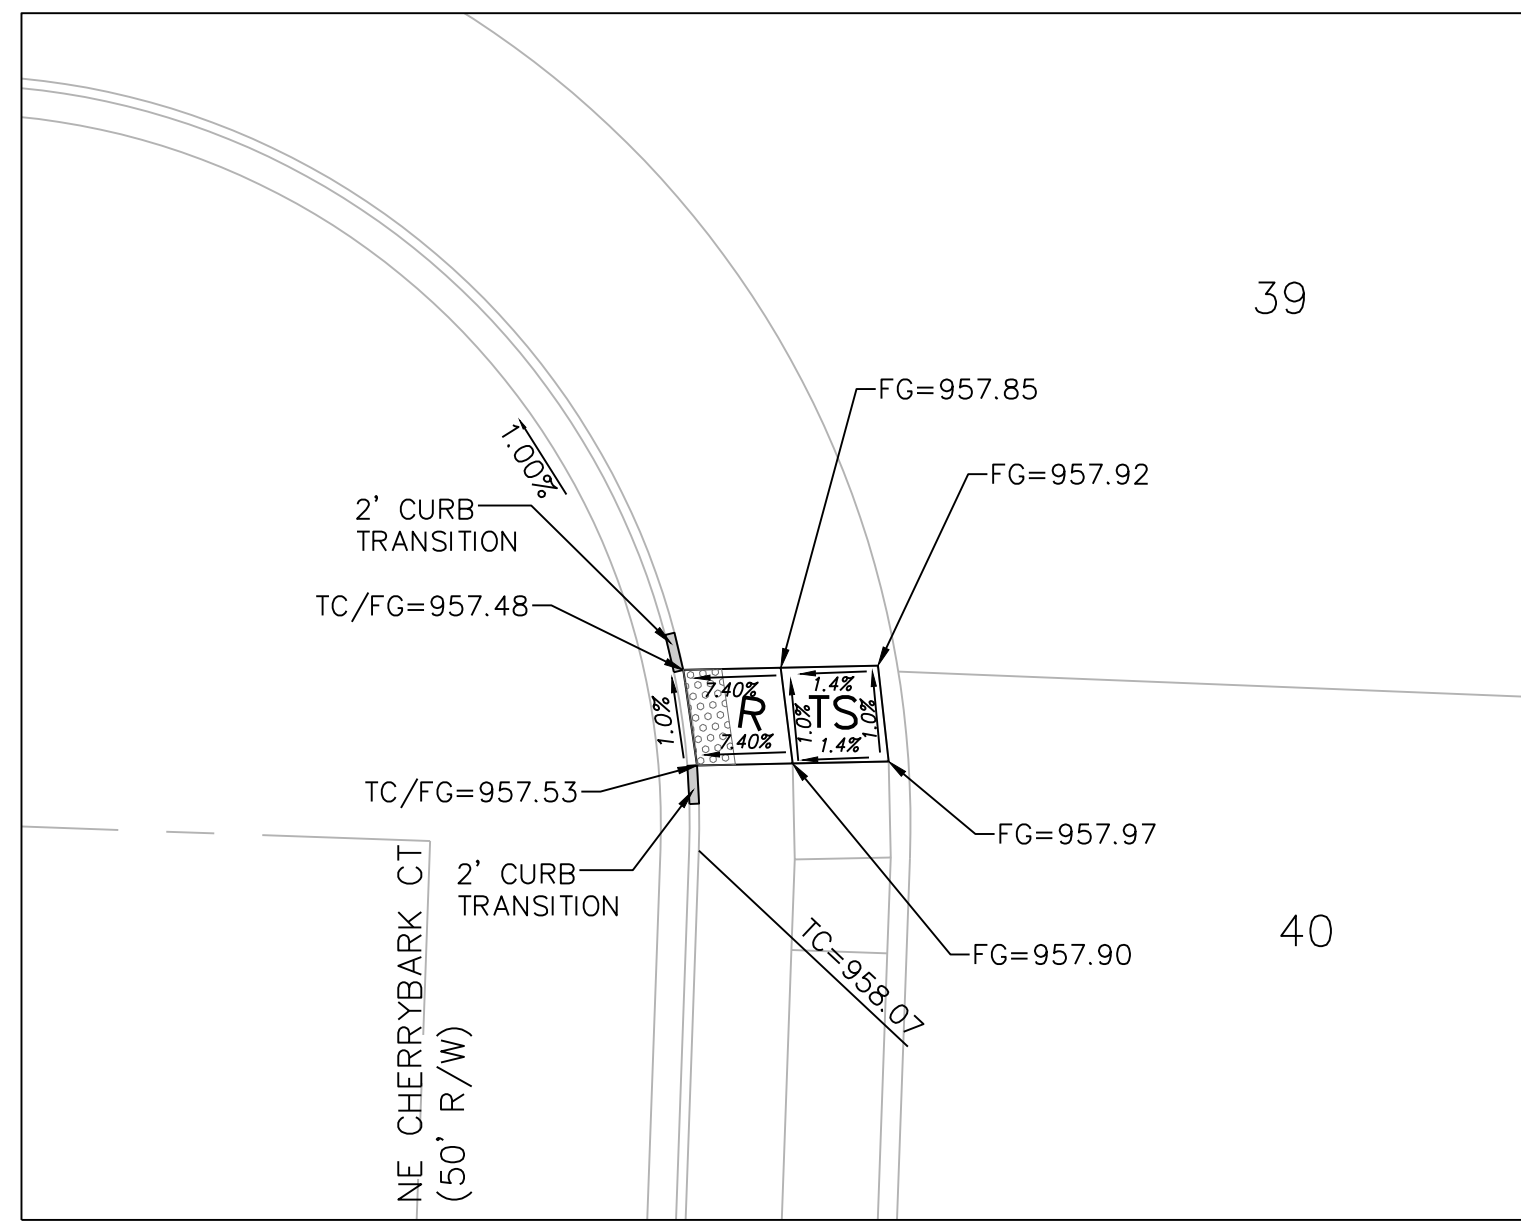 39
FG=957.85
FG=957.92
1.00%
2' CURB
TRANSITION
TC/FG=957.48
7.40%
1.4%
1.0%
R
1.0%
TS
1.0%
7.40%
1.4%
TC/FG=957.53
FG=957.97
2' CURB
TRANSITION
40
FG=957.90
TC=958.07
NE CHERRYBARK CT
(50' R/W)